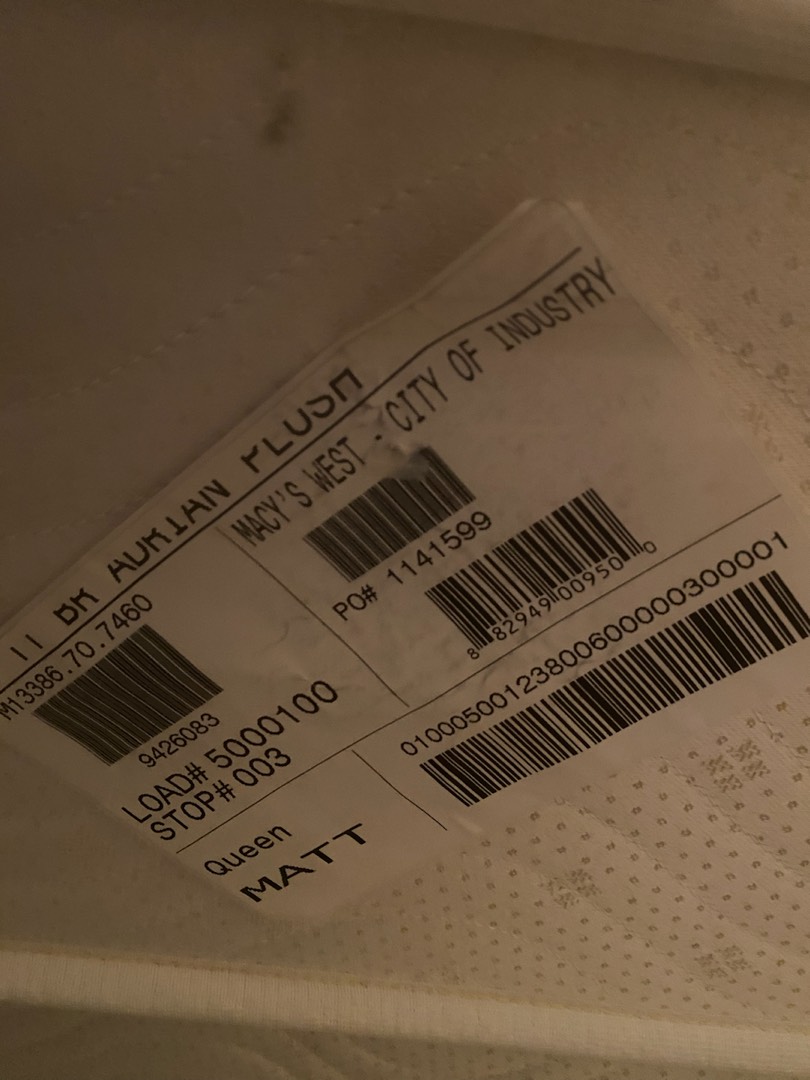 PLUSH
MACY'S WEST - CITY OF INDUSTRY
M13386.70.7460
9426083
PO# 1141599
8 82949 00950 0
LOAD# 5000100
STOP# 003
01000500123800600000300001
Queen
MATT